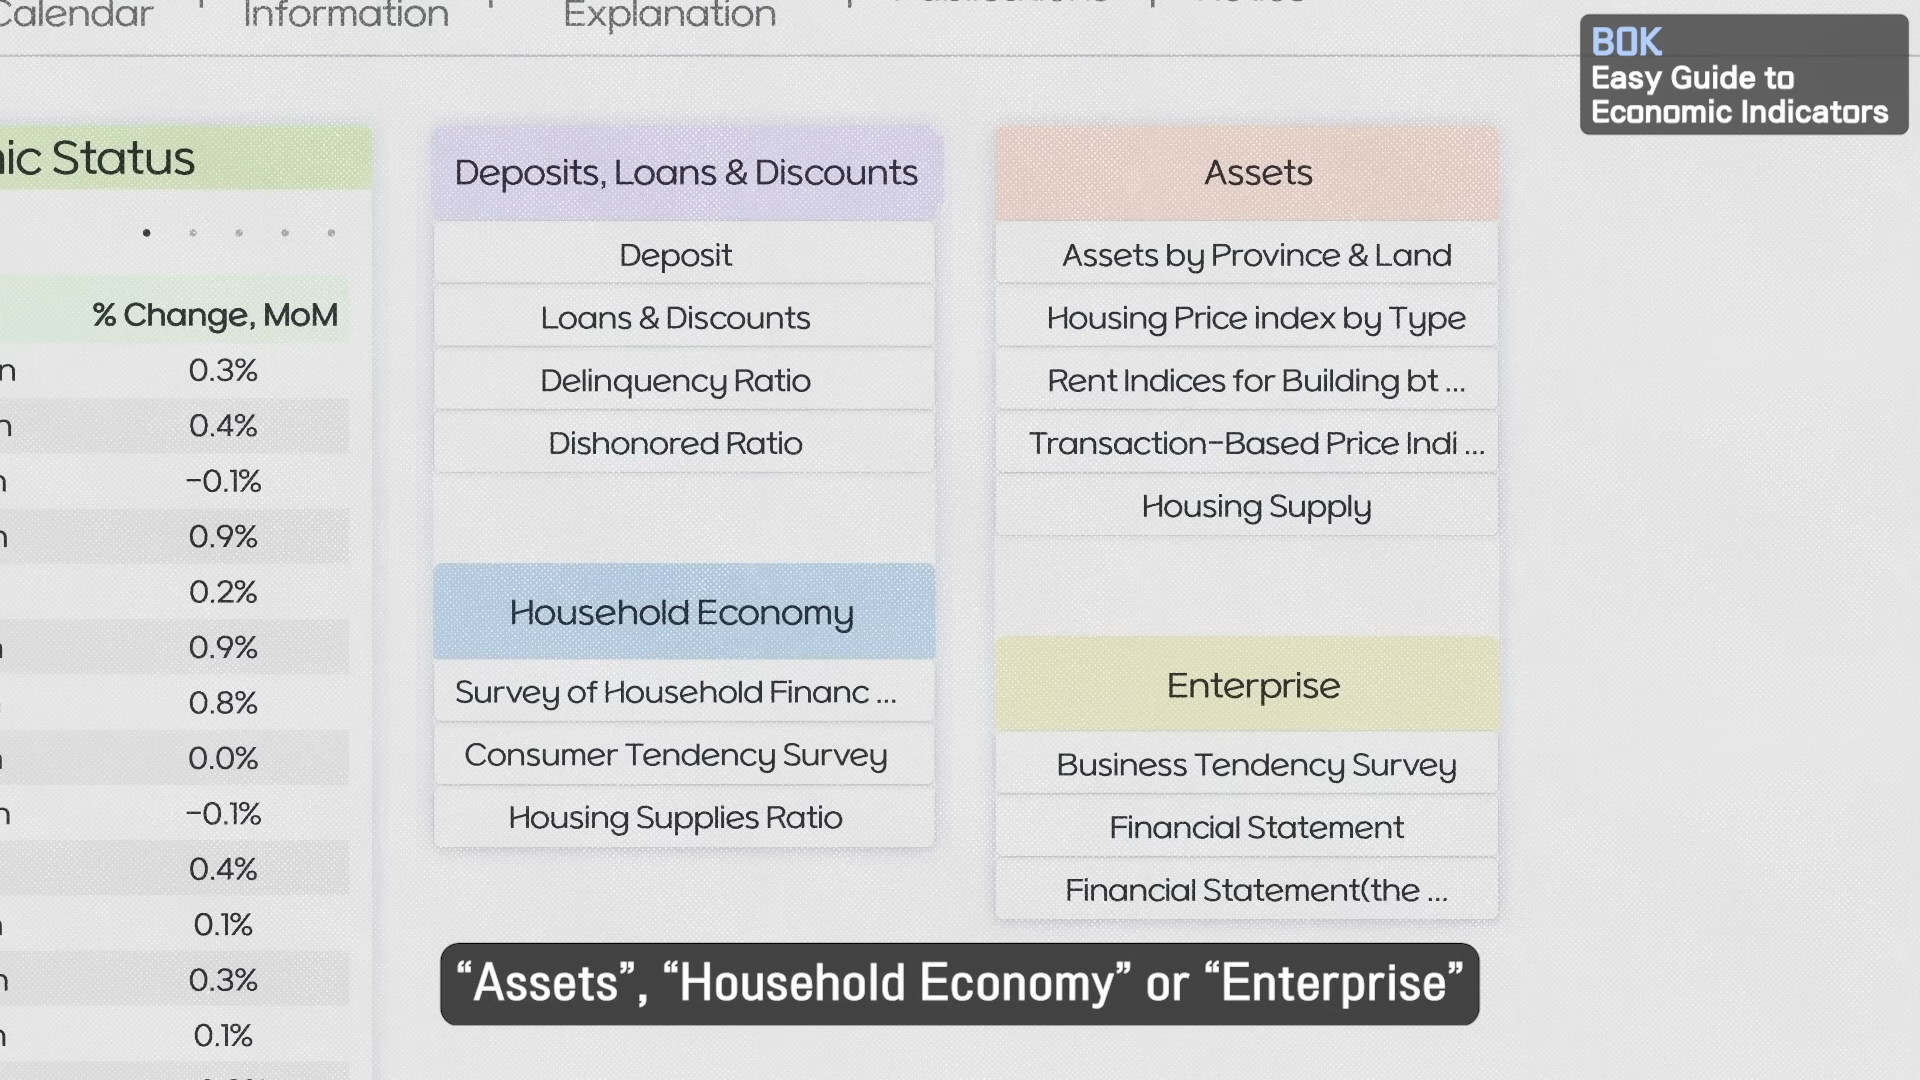 Calendar
Information
Explanation
BOK
Easy Guide to
Economic Indicators
Status
% Change, MoM
0.3%
0.4%
-0.1%
0.9%
0.2%
0.9%
0.8%
0.0%
-0.1%
0.4%
0.1%
0.3%
0.1%
Deposits, Loans & Discounts
Deposit
Loans & Discounts
Delinquency Ratio
Dishonored Ratio
Household Economy
Survey of Household Financ ...
Consumer Tendency Survey
Housing Supplies Ratio
Assets
Assets by Province & Land
Housing Price index by Type
Rent Indices for Building bt ...
Transaction-Based Price Indi ...
Housing Supply
Enterprise
Business Tendency Survey
Financial Statement
Financial Statement(the ...
“Assets”, “Household Economy” or “Enterprise”